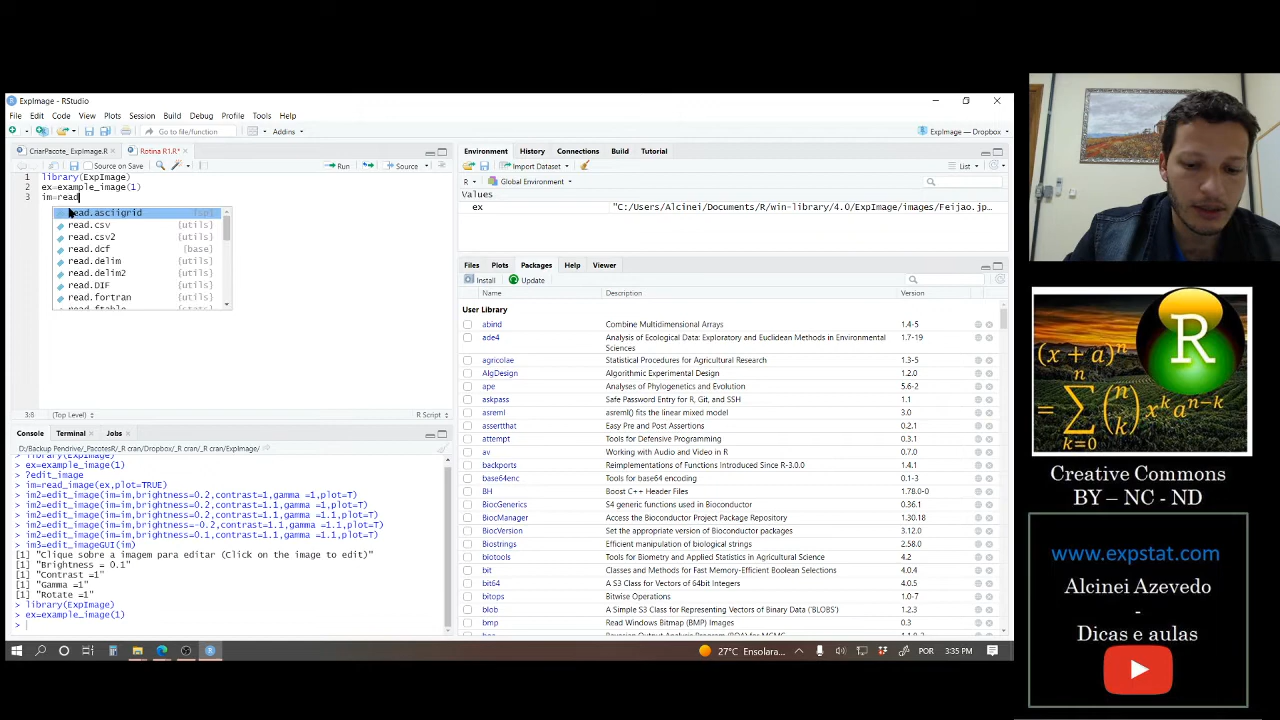 ExpImage - RStudio
File Edit Code View Plots Session Build Debug Profile Tools Help
Go to file/function
Addins
ExpImage — Dropbox
CriarPacote_ExpImage.R
Rotina R1.R*
Source on Save
Run
Source
1 library(ExpImage)
2 ex=example_image(1)
3 im=read
read.asciigrid {sp}
read.csv {utils}
read.csv2 {utils}
read.dcf {base}
read.delim {utils}
read.delim2 {utils}
read.DIF {utils}
read.fortran {utils}
read.ftable {stats}
3:8 (Top Level) R Script
Console Terminal Jobs
D:/Backup Pendrive/_PacotesR/_R cran/Dropbox/_R cran/ExpImage/
> library(ExpImage)
> ex=example_image(1)
> ?edit_image
> im=read_image(ex,plot=TRUE)
> im2=edit_image(im=im,brightness=0.2,contrast=1,gamma =1,plot=T)
> im2=edit_image(im=im,brightness=0.2,contrast=1.1,gamma =1,plot=T)
> im2=edit_image(im=im,brightness=-0.2,contrast=1.1,gamma =1.1,plot=T)
> im2=edit_image(im=im,brightness=0.1,contrast=1.1,gamma =1.1,plot=T)
> im3=edit_imageGUI(im)
[1] "Clique sobre a imagem para editar (Click on the image to edit)"
[1] "Brightness = 0.1"
[1] "Contrast =1"
[1] "Gamma =1"
[1] "Rotate =1"
> library(ExpImage)
> ex=example_image(1)
>
Environment History Connections Build Tutorial
Import Dataset
List
R Global Environment
Values
ex "C:/Users/Alcinei/Documents/R/win-library/4.0/ExpImage/images/Feijao.jp…
Files Plots Packages Help Viewer
Install Update
Name Description Version
User Library
abind Combine Multidimensional Arrays 1.4-5
ade4 Analysis of Ecological Data: Exploratory and Euclidean Methods in Environmental 1.7-19
Sciences
agricolae Statistical Procedures for Agricultural Research 1.3-5
AlgDesign Algorithmic Experimental Design 1.2.0
ape Analyses of Phylogenetics and Evolution 5.6-2
askpass Safe Password Entry for R, Git, and SSH 1.1
asreml asreml() fits the linear mixed model 3.0
assertthat Easy Pre and Post Assertions 0.2.1
attempt Tools for Defensive Programming 0.3.1
av Working with Audio and Video in R 0.7.0
backports Reimplementations of Functions Introduced Since R-3.0.0 1.4.1
base64enc Tools for base64 encoding 0.1-3
BH Boost C++ Header Files 1.78.0-0
BiocGenerics S4 generic functions used in Bioconductor 0.36.1
BiocManager Access the Bioconductor Project Package Repository 1.30.18
BiocVersion Set the appropriate version of Bioconductor packages 3.12.0
Biostrings Efficient manipulation of biological strings 2.58.0
biotools Tools for Biometry and Applied Statistics in Agricultural Science 4.2
bit Classes and Methods for Fast Memory-Efficient Boolean Selections 4.0.4
bit64 A S3 Class for Vectors of 64bit Integers 4.0.5
bitops Bitwise Operations 1.0-7
blob A Simple S3 Class for Representing Vectors of Binary Data ('BLOBS') 1.2.3
bmp Read Windows Bitmap (BMP) Images 0.3
27°C Ensolara... POR 3:35 PM
R
(x + a)ⁿ
n
= ∑ (n k) xᵏaⁿ⁻ᵏ
k=0
Creative Commons
BY – NC - ND
www.expstat.com
Alcinei Azevedo
-
Dicas e aulas